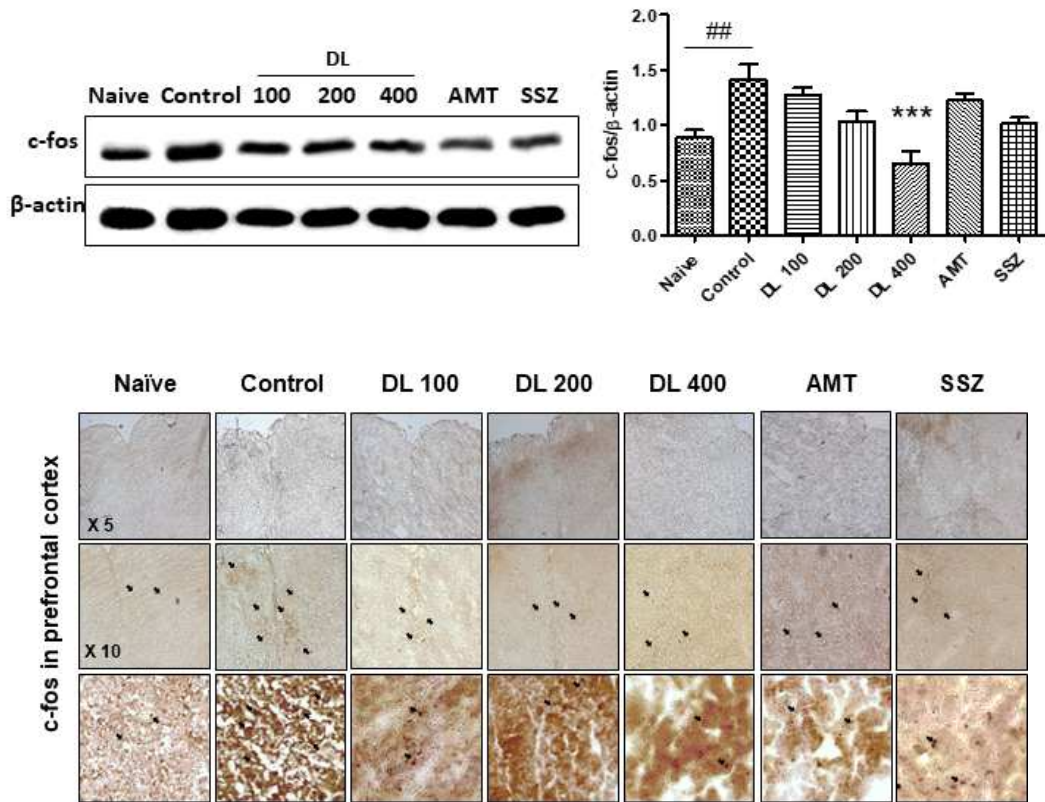 DL
Naive Control 100 200 400 AMT SSZ
c-fos
β-actin
c-fos/β-actin
2.0
1.5
1.0
0.5
0.0
##
***
Naive
Control
DL 100
DL 200
DL 400
AMT
SSZ
Naïve Control DL 100 DL 200 DL 400 AMT SSZ
c-fos in prefrontal cortex
X 5
X 10